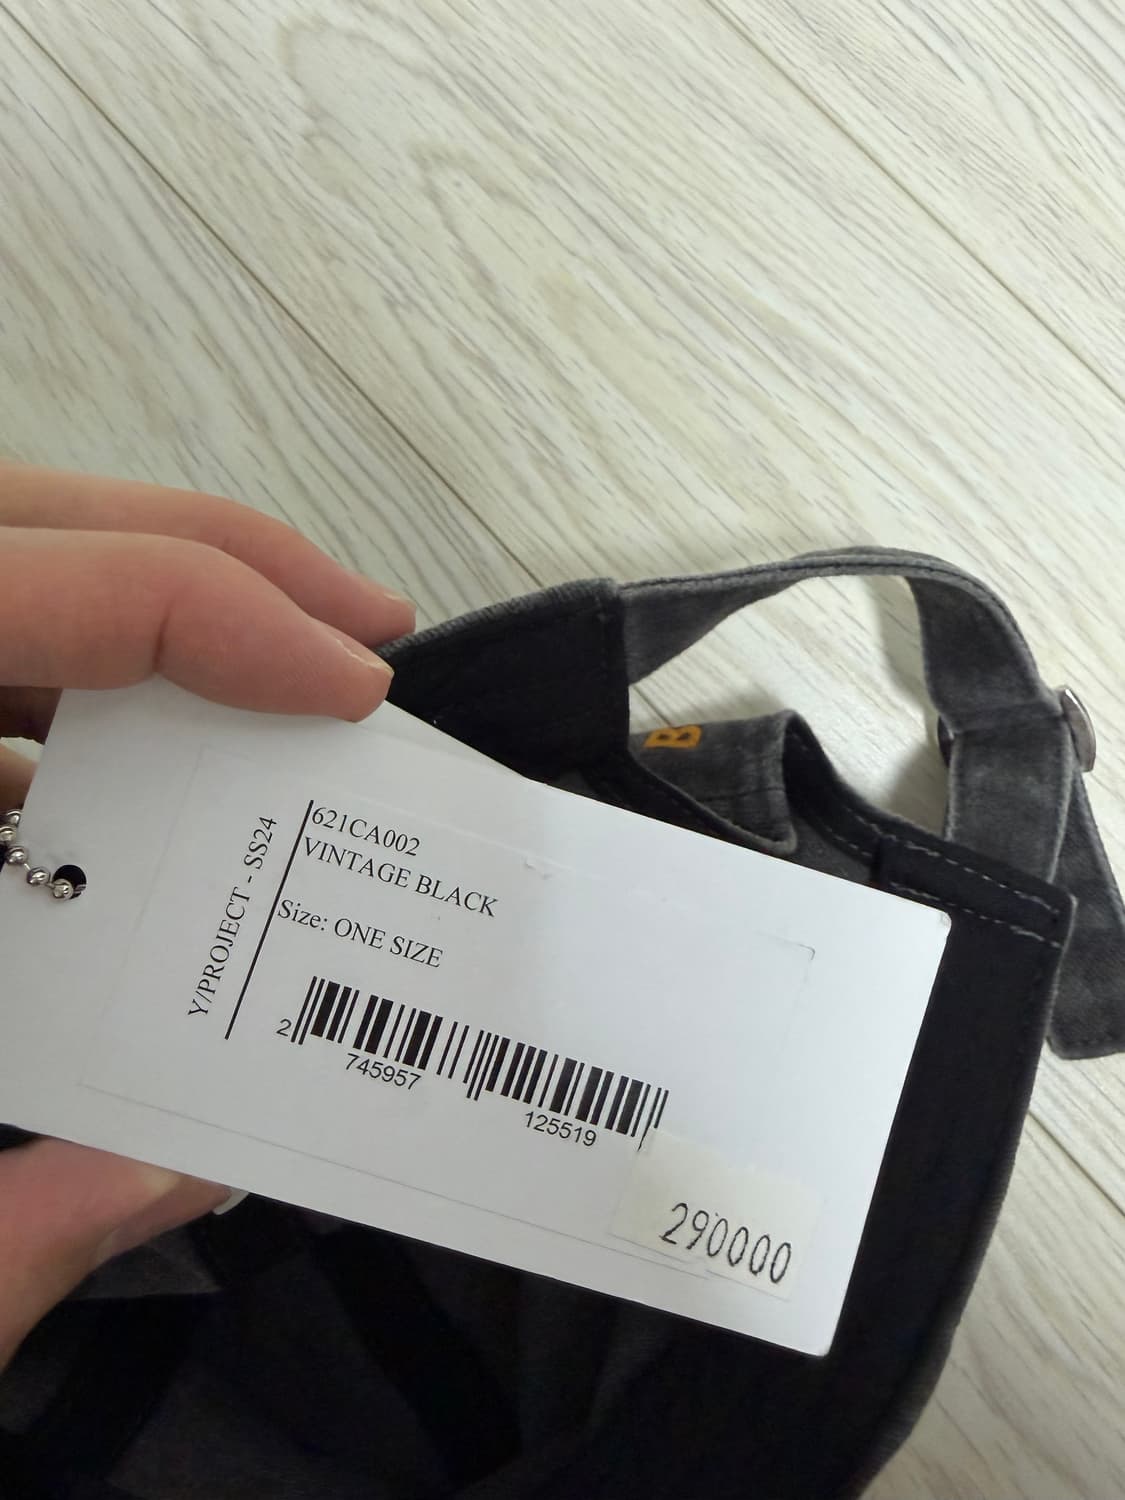 Y/PROJECT - SS24
621CA002
VINTAGE BLACK
Size: ONE SIZE
2 745957 125519
290000
B